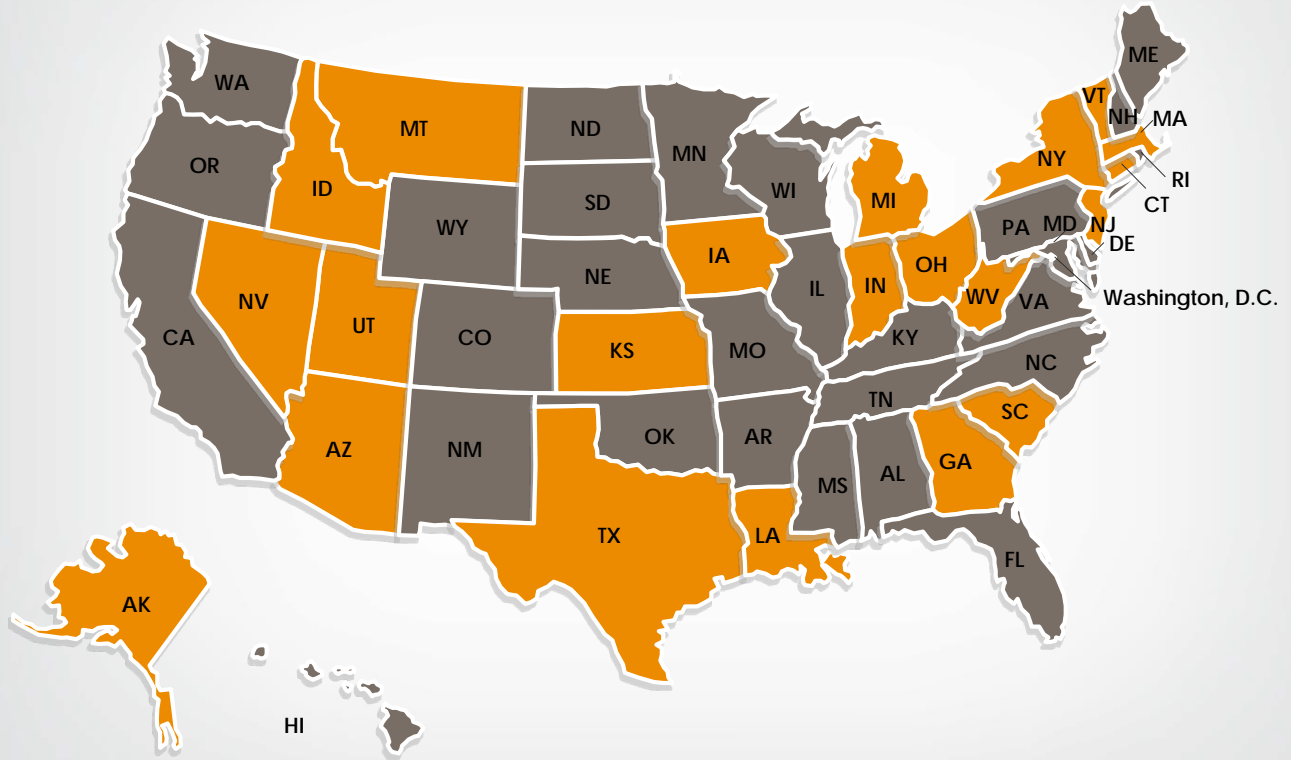 ME
WA
VT
NH
MA
MT
ND
MN
OR
NY
ID
WI
RI
SD
MI
CT
WY
PA
MD
NJ
DE
IA
OH
NE
IN
IL
WV
VA
Washington, D.C.
NV
UT
CO
KS
MO
KY
CA
NC
TN
SC
AZ
NM
OK
AR
GA
MS
AL
TX
LA
FL
AK
HI